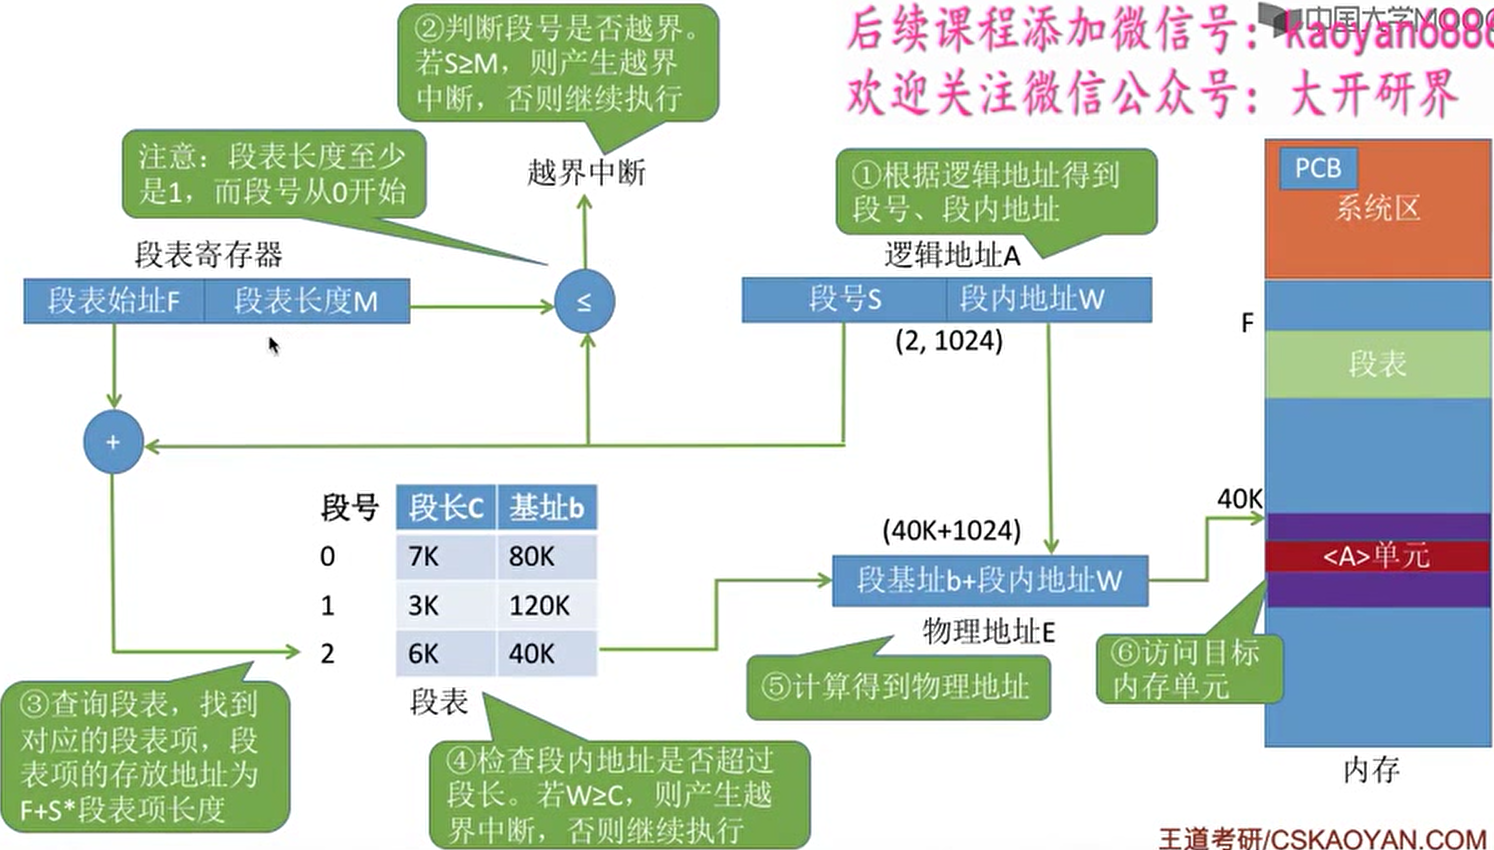 ②判断段号是否越界。
若S≥M，则产生越界
中断，否则继续执行
后续课程添加微信号：kaoyan688
中国大学MOOC
欢迎关注微信公众号：大开研界
注意：段表长度至少
是1，而段号从0开始
越界中断
①根据逻辑地址得到
段号、段内地址
PCB
系统区
段表寄存器
逻辑地址A
段表始址F 段表长度M
≤
段号S 段内地址W
(2, 1024)
F
段表
+
段号 段长C 基址b
0 7K 80K
1 3K 120K
2 6K 40K
段表
(40K+1024)
40K
段基址b+段内地址W
<A>单元
物理地址E
⑤计算得到物理地址
⑥访问目标
内存单元
③查询段表，找到
对应的段表项，段
表项的存放地址为
F+S*段表项长度
④检查段内地址是否超过
段长。若W≥C，则产生越
界中断，否则继续执行
内存
王道考研/CSKAOYAN.COM